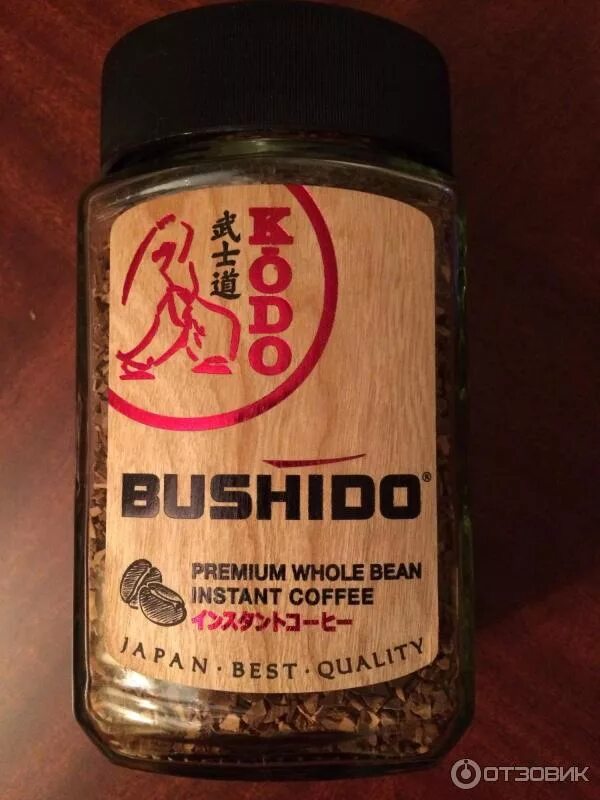 武士道
KŌDO
BUSHIDO®
PREMIUM WHOLE BEAN
INSTANT COFFEE
インスタントコーヒー
JAPAN · BEST · QUALITY
ОТЗОВИК